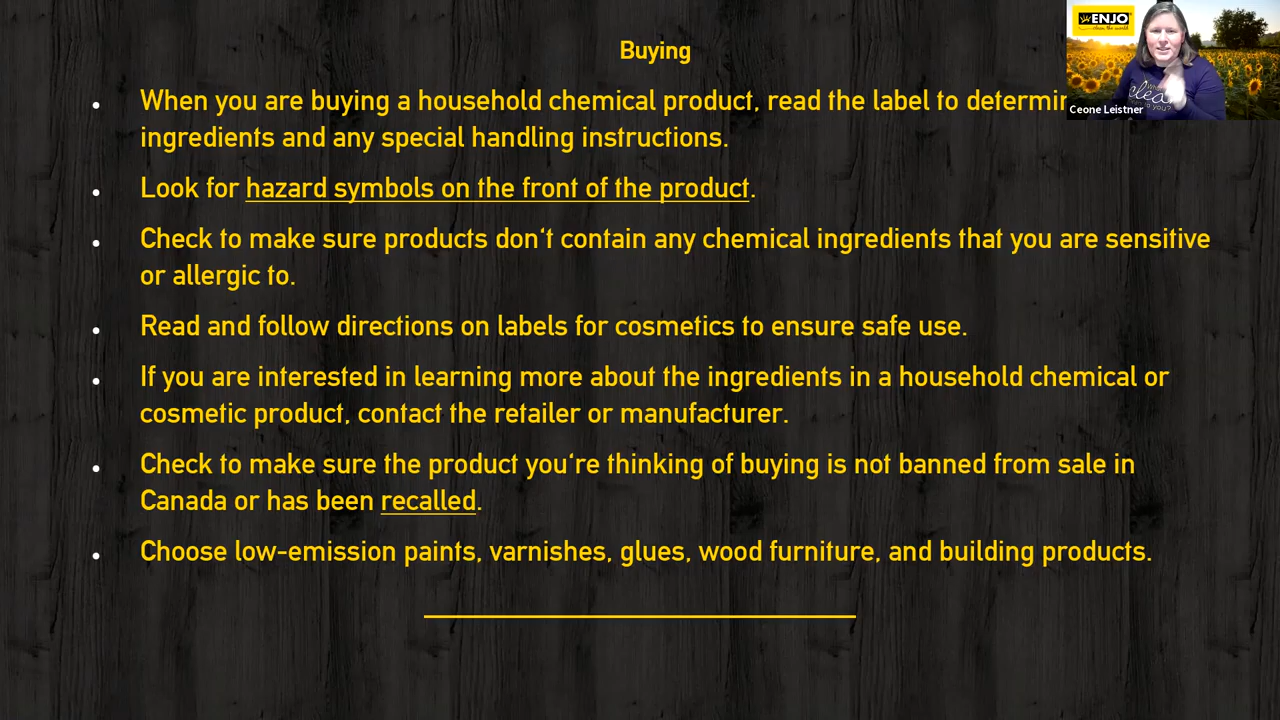 Buying
When you are buying a household chemical product, read the label to
ingredients and any special handling instructions.
Look for hazard symbols on the front of the product.
Check to make sure products don't contain any chemical ingredients that you are sensitive
or allergic to.
Read and follow directions on labels for cosmetics to ensure safe use.
If you are interested in learning more about the ingredients in a household chemical or
cosmetic product, contact the retailer or manufacturer.
Check to make sure the product you're thinking of buying is not banned from sale in
Canada or has been recalled.
Choose low-emission paints, varnishes, glues, wood furniture, and building products.
ENJO
Ceone Leistner